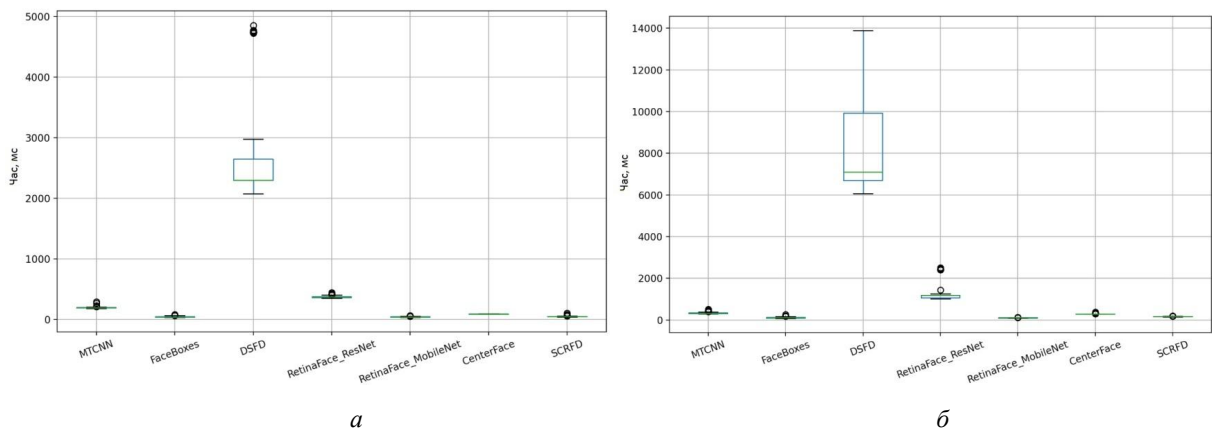 5000
4000
3000
2000
1000
0
Час, мс
MTCNN
FaceBoxes
DSFD
RetinaFace_ResNet
RetinaFace_MobileNet
CenterFace
SCRFD
а
14000
12000
10000
8000
6000
4000
2000
0
Час, мс
MTCNN
FaceBoxes
DSFD
RetinaFace_ResNet
RetinaFace_MobileNet
CenterFace
SCRFD
б